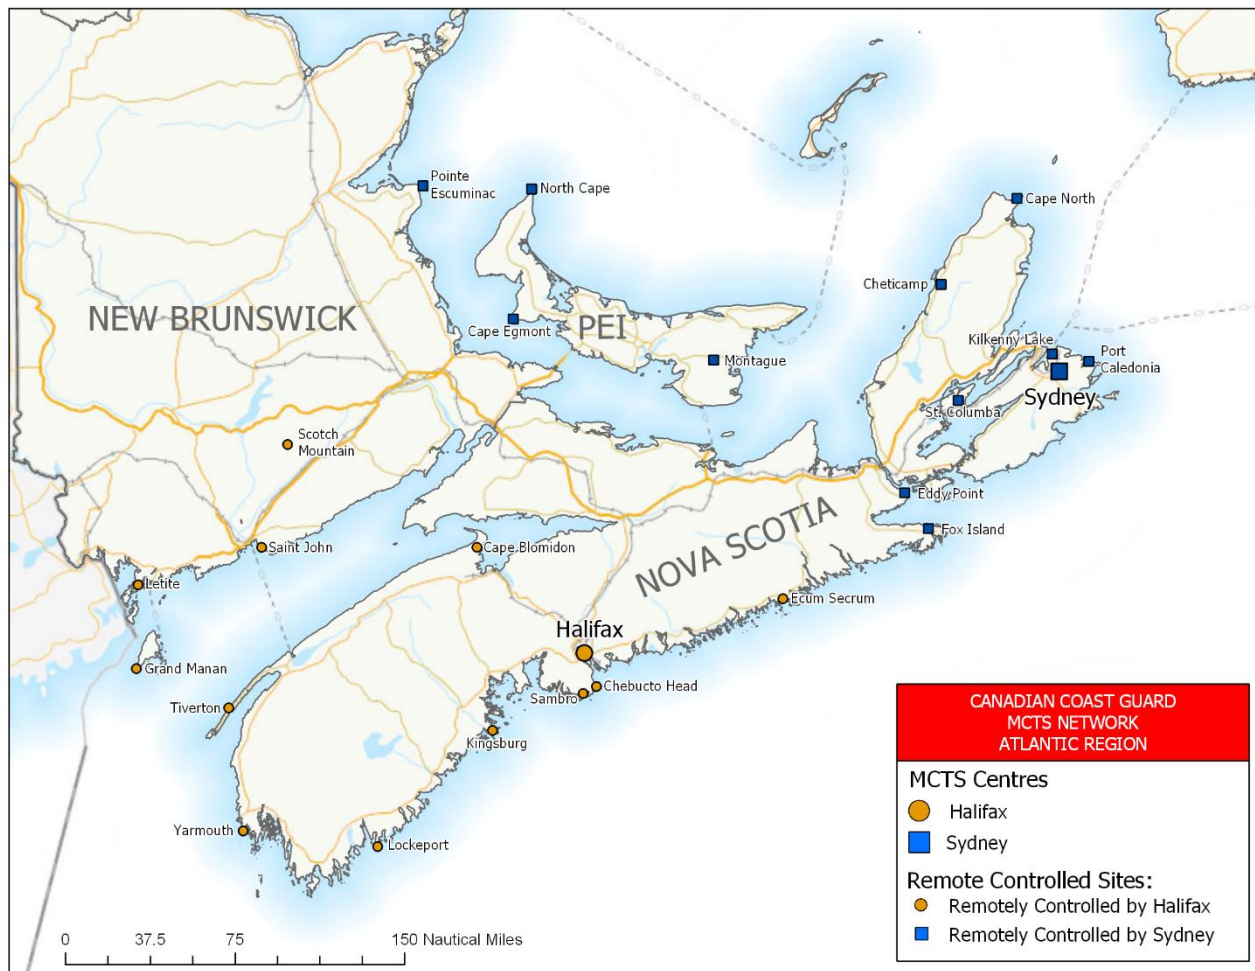 Pointe
Escuminac
North Cape
Cape North
Cheticamp
NEW BRUNSWICK
Cape Egmont
PEI
Montague
Kilkenny Lake
Port
Caledonia
Sydney
St. Columba
Scotch
Mountain
Eddy Point
Fox Island
NOVA SCOTIA
Saint John
Cape Blomidon
Letite
Ecum Secrum
Halifax
Grand Manan
Chebucto Head
Sambro
Tiverton
Kingsburg
Yarmouth
Lockeport
CANADIAN COAST GUARD
MCTS NETWORK
ATLANTIC REGION
MCTS Centres
Halifax
Sydney
Remote Controlled Sites:
Remotely Controlled by Halifax
Remotely Controlled by Sydney
0 37.5 75 150 Nautical Miles